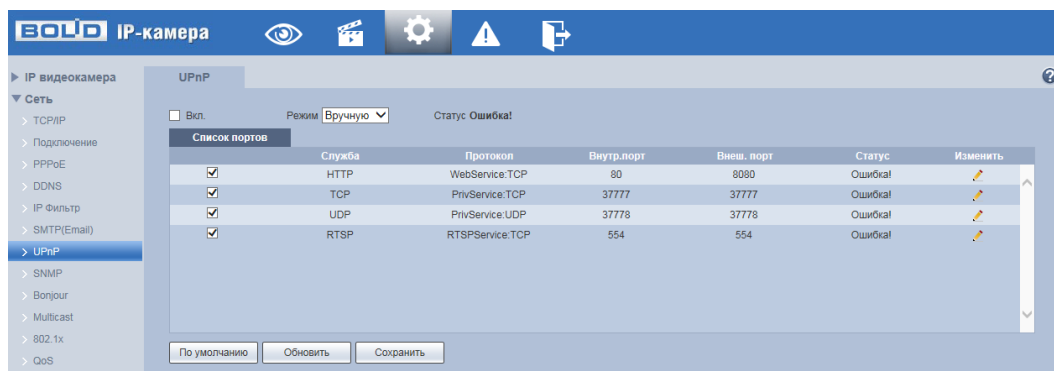 BOLID IP-камера
IP видеокамера
Сеть
TCP/IP
Подключение
PPPoE
DDNS
IP Фильтр
SMTP(Email)
UPnP
SNMP
Bonjour
Multicast
802.1x
QoS
UPnP
?
Вкл. Режим Вручную Статус Ошибка!
Список портов
Служба Протокол Внутр.порт Внеш. порт Статус Изменить
HTTP WebService:TCP 80 8080 Ошибка!
TCP PrivService:TCP 37777 37777 Ошибка!
UDP PrivService:UDP 37778 37778 Ошибка!
RTSP RTSPService:TCP 554 554 Ошибка!
По умолчанию Обновить Сохранить